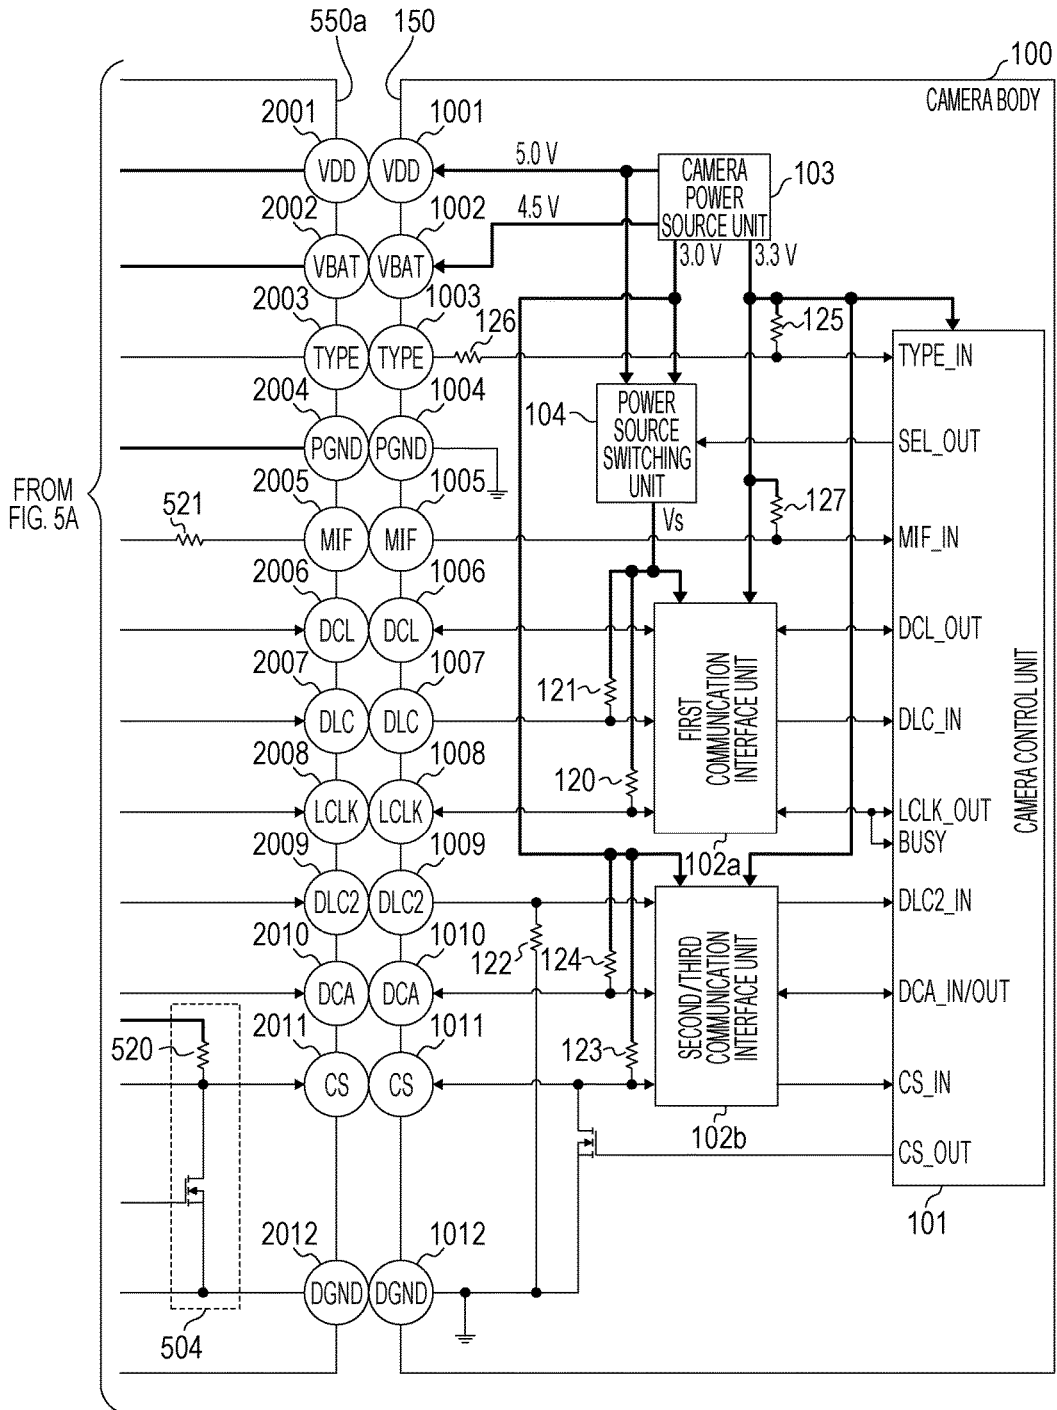 550a
150
100
CAMERA BODY
2001
1001
VDD
VDD
5.0 V
CAMERA
POWER
SOURCE UNIT
103
2002
1002
VBAT
VBAT
4.5 V
3.0 V
3.3 V
2003
1003
126
125
TYPE
TYPE
TYPE_IN
2004
1004
104
POWER
SOURCE
SWITCHING
UNIT
PGND
PGND
SEL_OUT
FROM
FIG. 5A
2005
1005
521
Vs
127
MIF
MIF
MIF_IN
2006
1006
DCL
DCL
DCL_OUT
2007
1007
121
FIRST
COMMUNICATION
INTERFACE UNIT
CAMERA CONTROL UNIT
DLC
DLC
DLC_IN
2008
1008
120
LCLK
LCLK
LCLK_OUT
BUSY
2009
1009
102a
DLC2
DLC2
DLC2_IN
2010
1010
122
124
SECOND/THIRD
COMMUNICATION
INTERFACE UNIT
DCA
DCA
DCA_IN/OUT
2011
1011
520
123
CS
CS
CS_IN
102b
CS_OUT
101
2012
1012
DGND
DGND
504